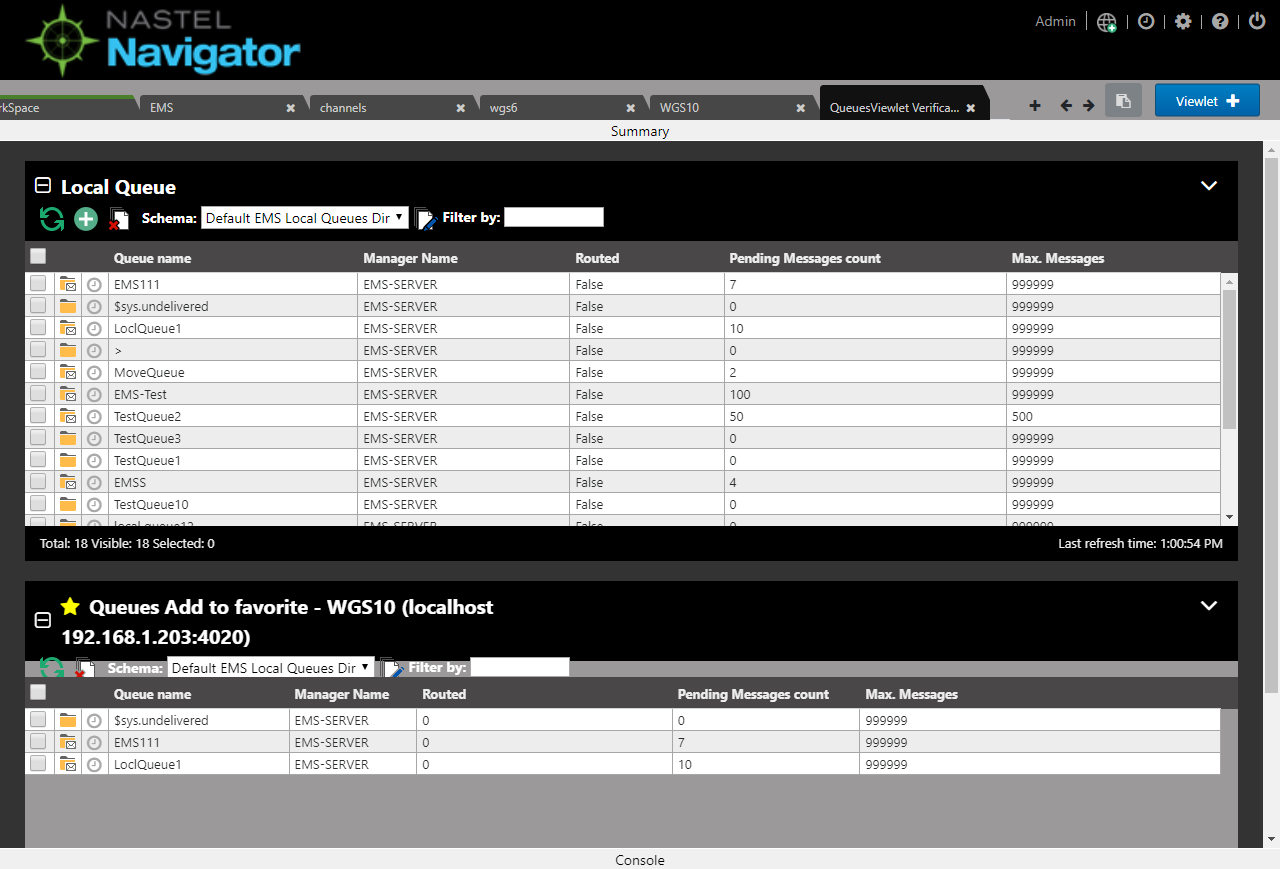 NASTEL
Navigator
Admin
rkSpace EMS channels wgs6 WGS10 QueuesViewlet Verifica... Viewlet
Summary
Local Queue
Schema: Default EMS Local Queues Dir Filter by:
Queue name Manager Name Routed Pending Messages count Max. Messages
EMS111 EMS-SERVER False 7 999999
$sys.undelivered EMS-SERVER False 0 999999
LoclQueue1 EMS-SERVER False 10 999999
> EMS-SERVER False 0 999999
MoveQueue EMS-SERVER False 2 999999
EMS-Test EMS-SERVER False 100 999999
TestQueue2 EMS-SERVER False 50 500
TestQueue3 EMS-SERVER False 0 999999
TestQueue1 EMS-SERVER False 0 999999
EMSS EMS-SERVER False 4 999999
TestQueue10 EMS-SERVER False 0 999999
local.queue12 EMS-SERVER False 0 999999
Total: 18 Visible: 18 Selected: 0 Last refresh time: 1:00:54 PM
Queues Add to favorite - WGS10 (localhost
192.168.1.203:4020)
Schema: Default EMS Local Queues Dir Filter by:
Queue name Manager Name Routed Pending Messages count Max. Messages
$sys.undelivered EMS-SERVER 0 0 999999
EMS111 EMS-SERVER 0 7 999999
LoclQueue1 EMS-SERVER 0 10 999999
Console